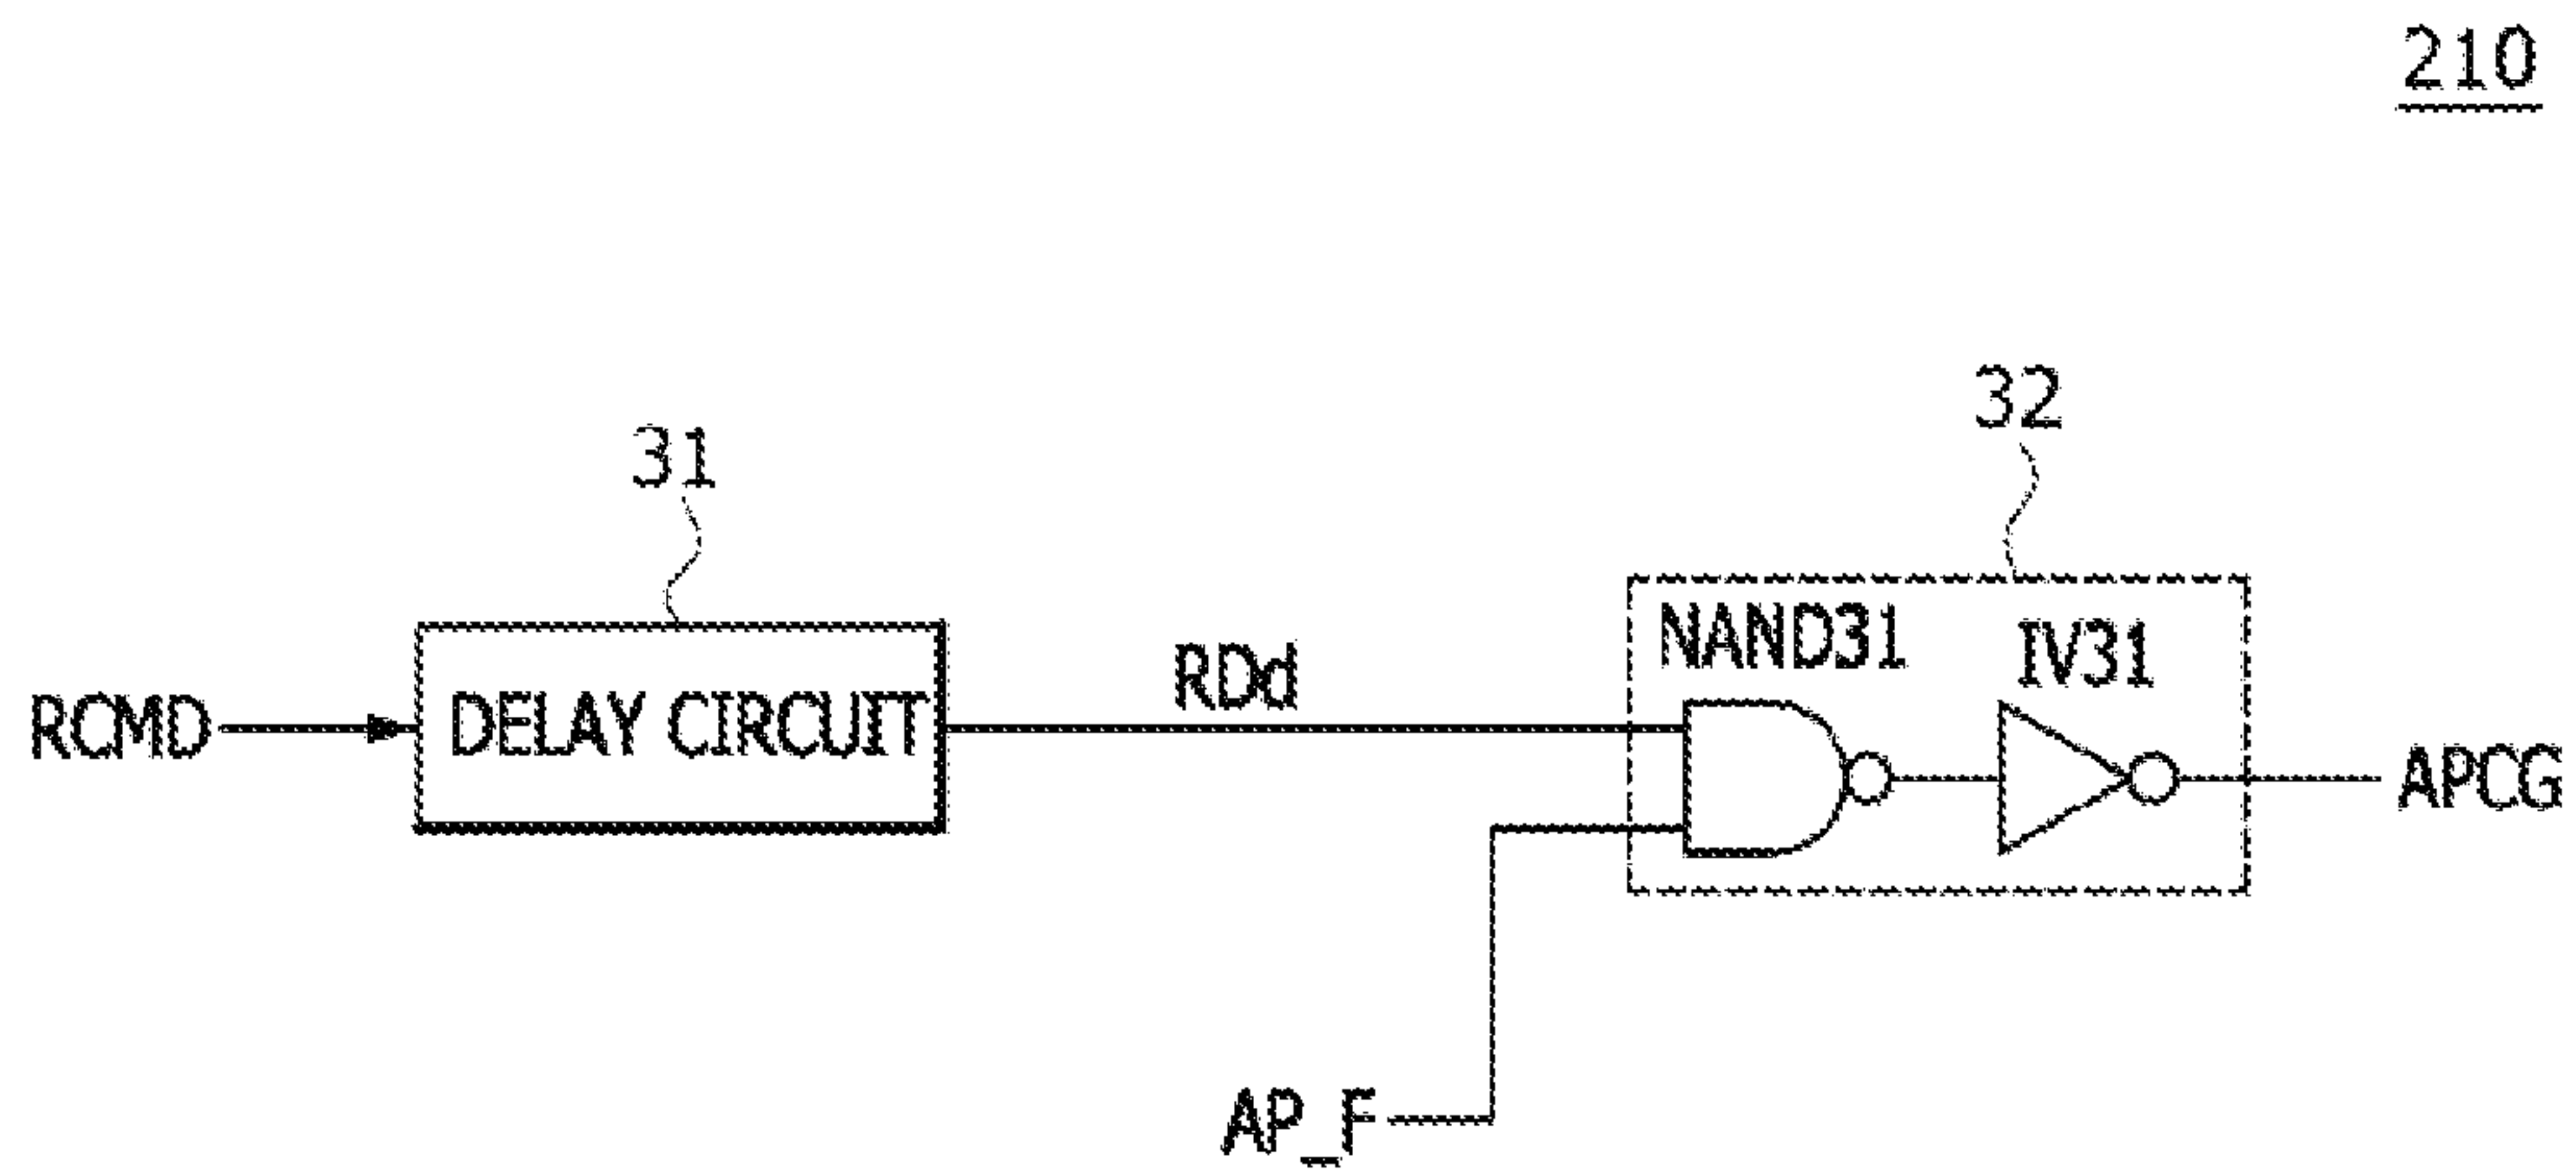 210
31
32
NAND31
IV31
RCMD
DELAY CIRCUIT
RDd
APCG
AP_F